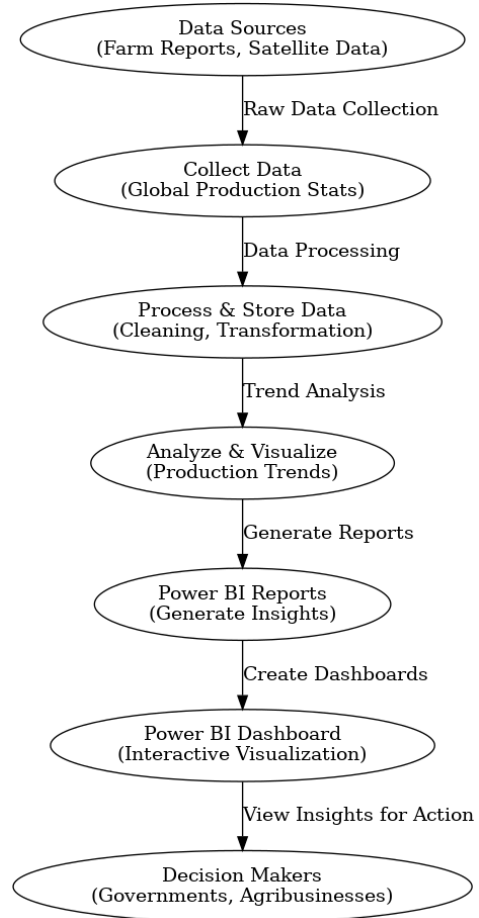 Data Sources
(Farm Reports, Satellite Data)
Raw Data Collection
Collect Data
(Global Production Stats)
Data Processing
Process & Store Data
(Cleaning, Transformation)
Trend Analysis
Analyze & Visualize
(Production Trends)
Generate Reports
Power BI Reports
(Generate Insights)
Create Dashboards
Power BI Dashboard
(Interactive Visualization)
View Insights for Action
Decision Makers
(Governments, Agribusinesses)